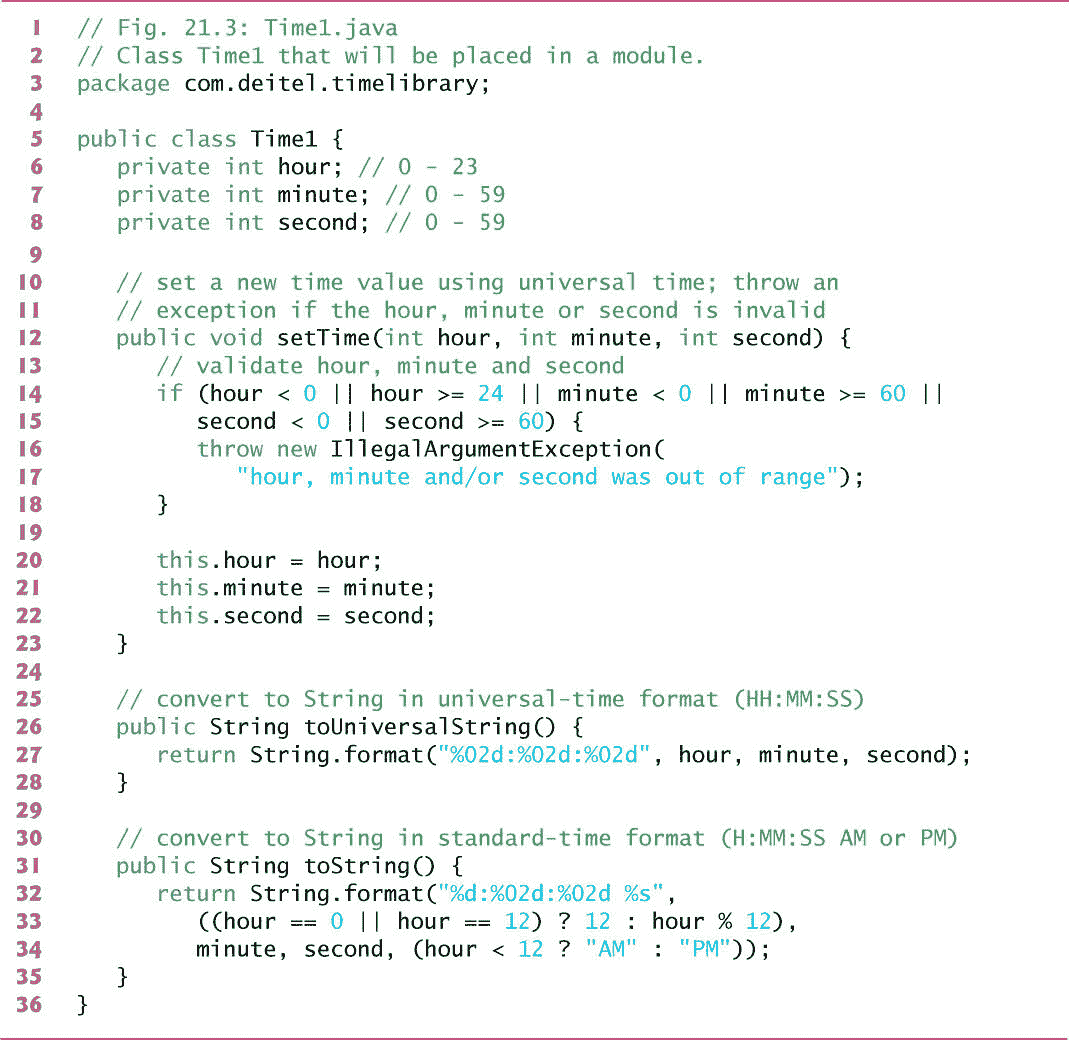 1 // Fig. 21.3: Time1.java
2 // Class Time1 that will be placed in a module.
3 package com.deitel.timelibrary;
4
5 public class Time1 {
6    private int hour; // 0 - 23
7    private int minute; // 0 - 59
8    private int second; // 0 - 59
9
10    // set a new time value using universal time; throw an
11    // exception if the hour, minute or second is invalid
12    public void setTime(int hour, int minute, int second) {
13       // validate hour, minute and second
14       if (hour < 0 || hour >= 24 || minute < 0 || minute >= 60 ||
15          second < 0 || second >= 60) {
16          throw new IllegalArgumentException(
17             "hour, minute and/or second was out of range");
18       }
19
20       this.hour = hour;
21       this.minute = minute;
22       this.second = second;
23    }
24
25    // convert to String in universal-time format (HH:MM:SS)
26    public String toUniversalString() {
27       return String.format("%02d:%02d:%02d", hour, minute, second);
28    }
29
30    // convert to String in standard-time format (H:MM:SS AM or PM)
31    public String toString() {
32       return String.format("%d:%02d:%02d %s",
33          ((hour == 0 || hour == 12) ? 12 : hour % 12),
34          minute, second, (hour < 12 ? "AM" : "PM"));
35    }
36 }